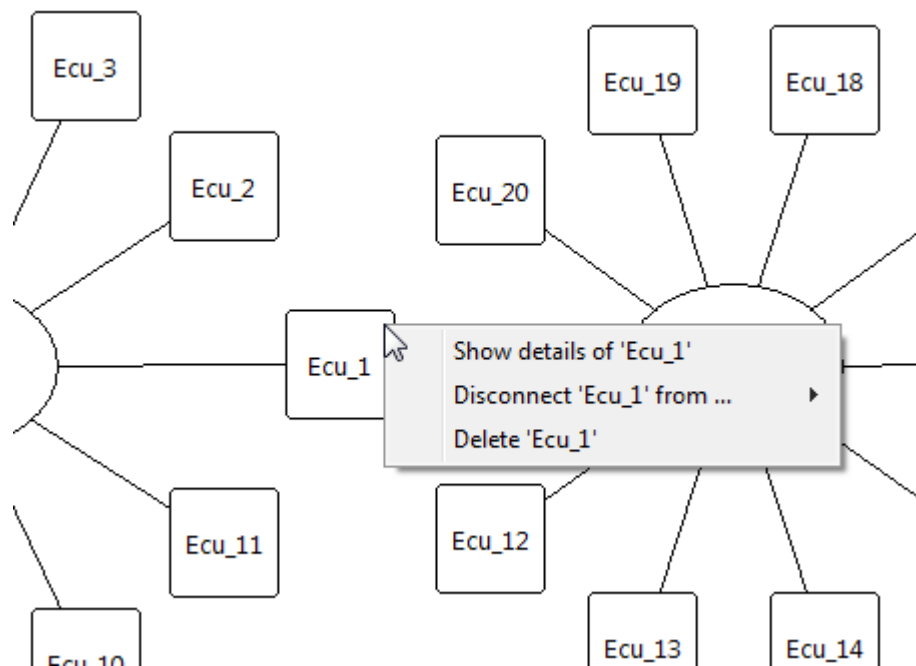 Ecu_3
Ecu_19
Ecu_18
Ecu_2
Ecu_20
Ecu_1
Show details of 'Ecu_1'
Disconnect 'Ecu_1' from ...
Delete 'Ecu_1'
Ecu_11
Ecu_12
Ecu_13
Ecu_14
Ecu_10